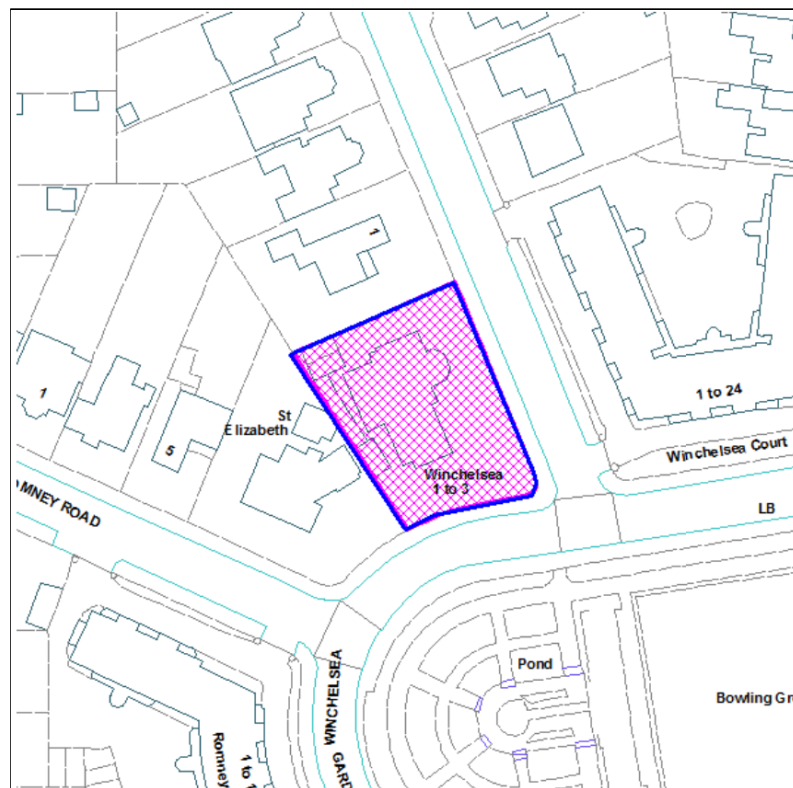 1
1
St
Elizabeth
5
1 to 24
Winchelsea Court
Winchelsea
1 to 3
LB
MNEY ROAD
Pond
WINCHELSEA
GARD
Bowling Gr
Romney
1 to 1